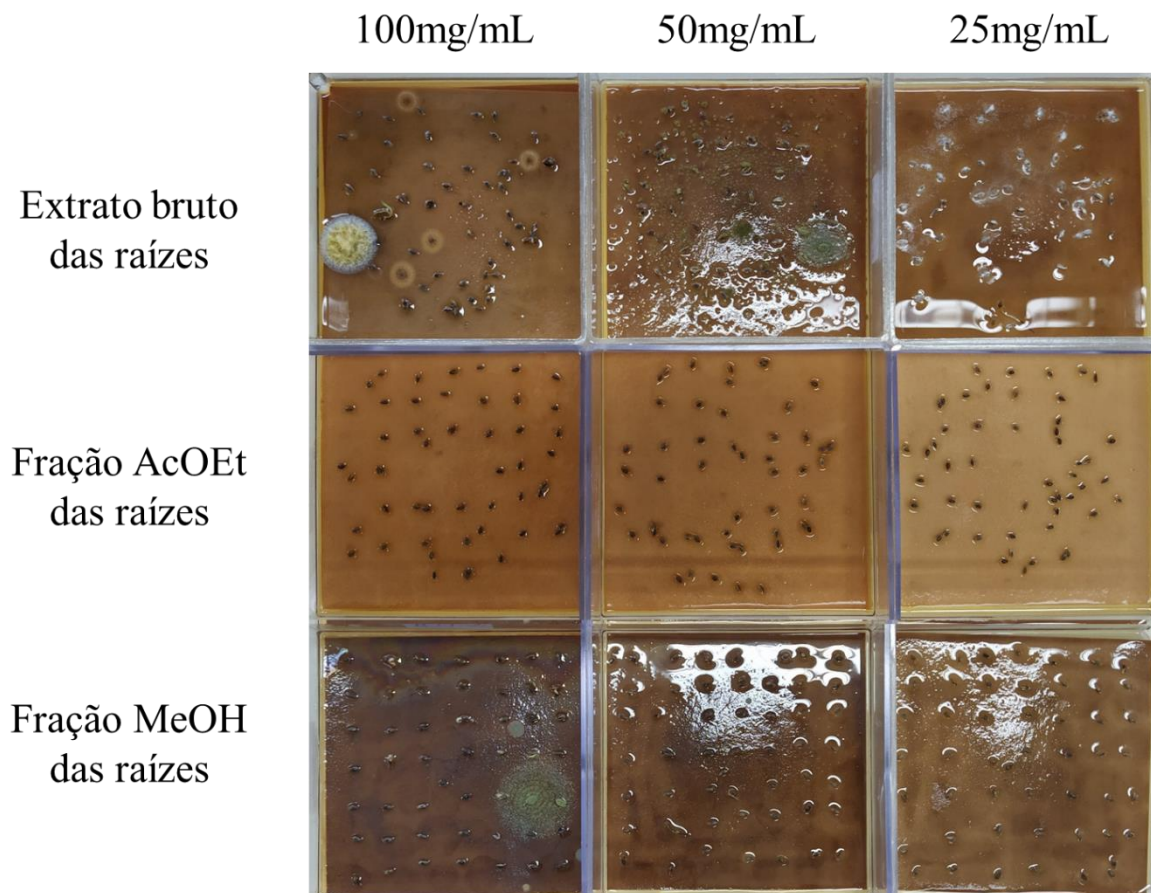 100mg/mL 50mg/mL 25mg/mL
Extrato bruto
das raízes
Fração AcOEt
das raízes
Fração MeOH
das raízes